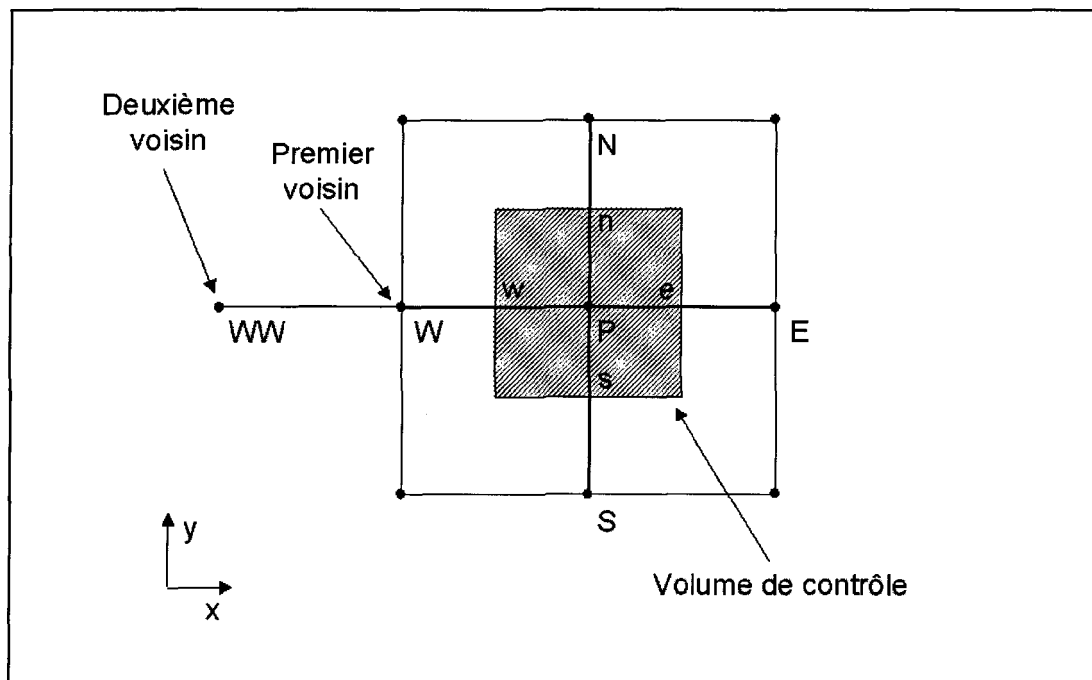 Deuxième
voisin
Premier
voisin
N
n
w
e
WW
W
P
E
s
S
y
x
Volume de contrôle